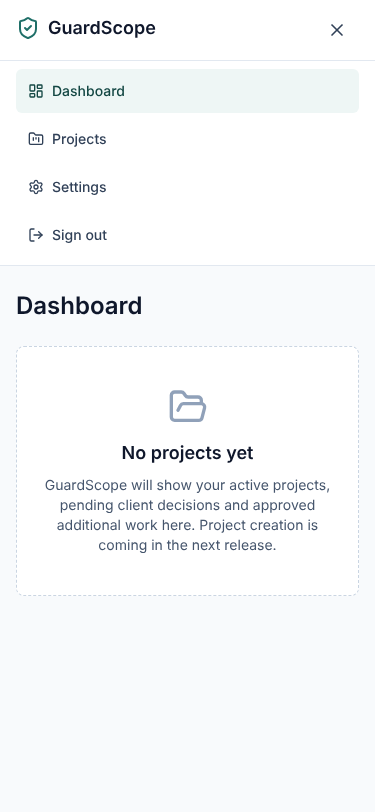 GuardScope
Dashboard
Projects
Settings
Sign out
Dashboard
No projects yet
GuardScope will show your active projects,
pending client decisions and approved
additional work here. Project creation is
coming in the next release.